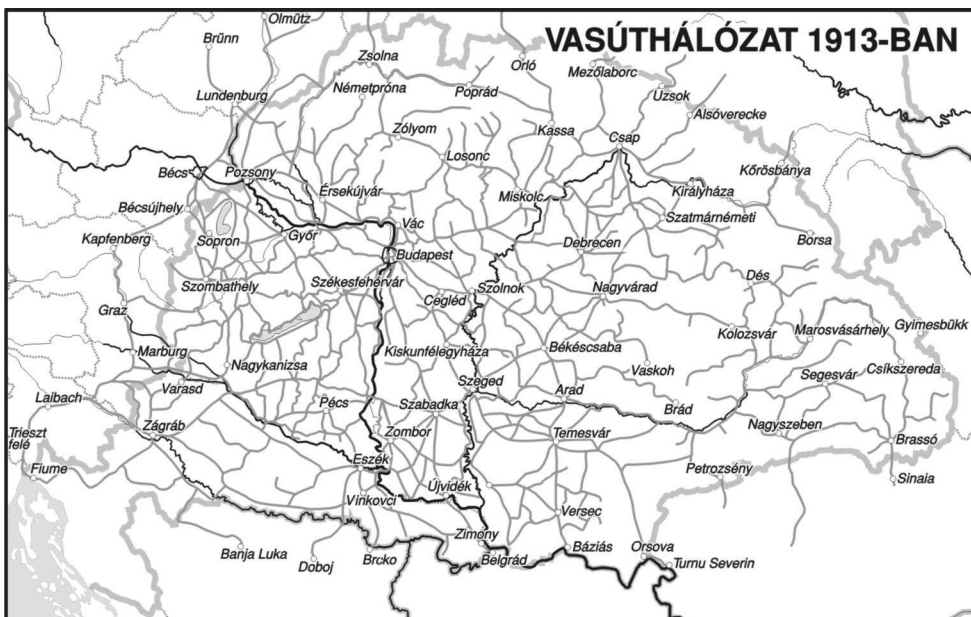 VASÚTHÁLÓZAT 1913-BAN
Olmütz
Brünn
Zsolna
Orló
Mezőlaborc
Németpróna
Poprád
Uzsok
Lundenburg
Alsóverecke
Zólyom
Kassa
Csap
Losonc
Bécs
Pozsony
Kőrösbánya
Érsekújvár
Miskolc
Királyháza
Bécsújhely
Vác
Szatmárnémeti
Kapfenberg
Sopron
Győr
Debrecen
Borsa
Budapest
Szombathely
Székesfehérvár
Cegléd
Szolnok
Nagyvárad
Dés
Graz
Kolozsvár
Marosvásárhely
Gyimesbükk
Marburg
Nagykanizsa
Kiskunfélegyháza
Békéscsaba
Vaskoh
Csíkszereda
Varasd
Szeged
Arad
Segesvár
Laibach
Pécs
Szabadka
Brád
Zágráb
Nagyszeben
Trieszt
felé
Zombor
Temesvár
Brassó
Fiume
Eszék
Petrozsény
Sinaia
Vinkovci
Újvidék
Versec
Zimony
Banja Luka
Doboj
Brcko
Belgrád
Báziás
Orsova
Turnu Severin